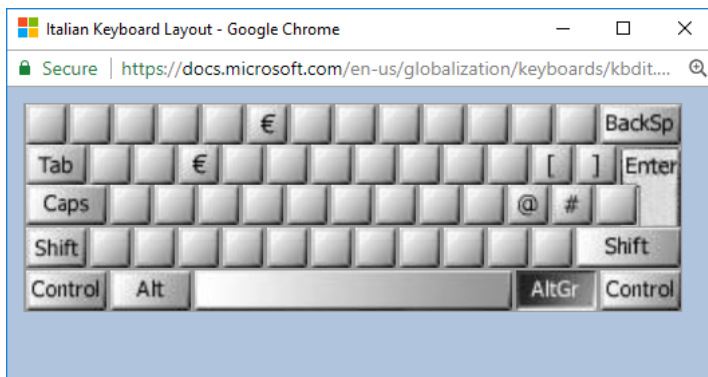 Italian Keyboard Layout - Google Chrome
Secure | https://docs.microsoft.com/en-us/globalization/keyboards/kbdit....
€ BackSp
Tab € [ ] Enter
Caps @ #
Shift Shift
Control Alt AltGr Control